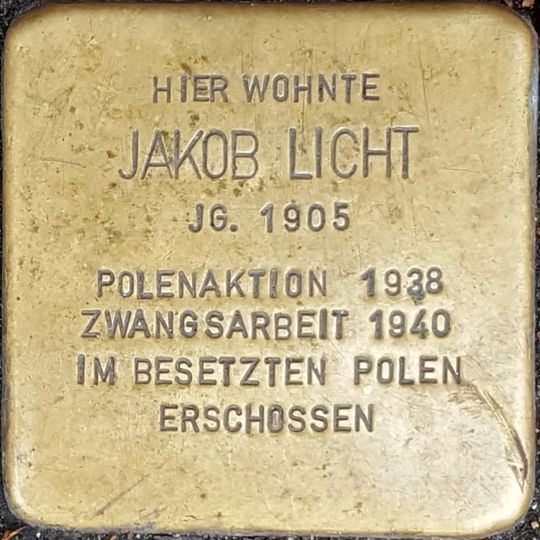 HIER WOHNTE
JAKOB LICHT
JG. 1905
POLENAKTION 1938
ZWANGSARBEIT 1940
IM BESETZTEN POLEN
ERSCHOSSEN